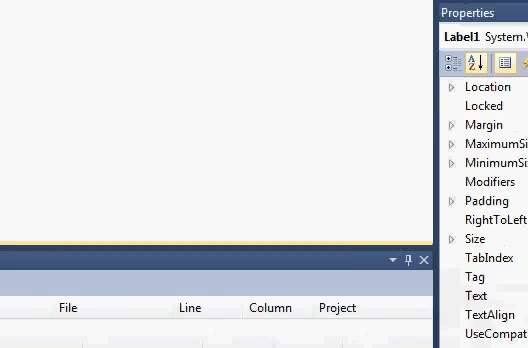 Properties
Label1 System.
Location
Locked
Margin
MaximumSi
MinimumSi
Modifiers
Padding
RightToLeft
Size
TabIndex
Tag
Text
TextAlign
UseCompat
File Line Column Project